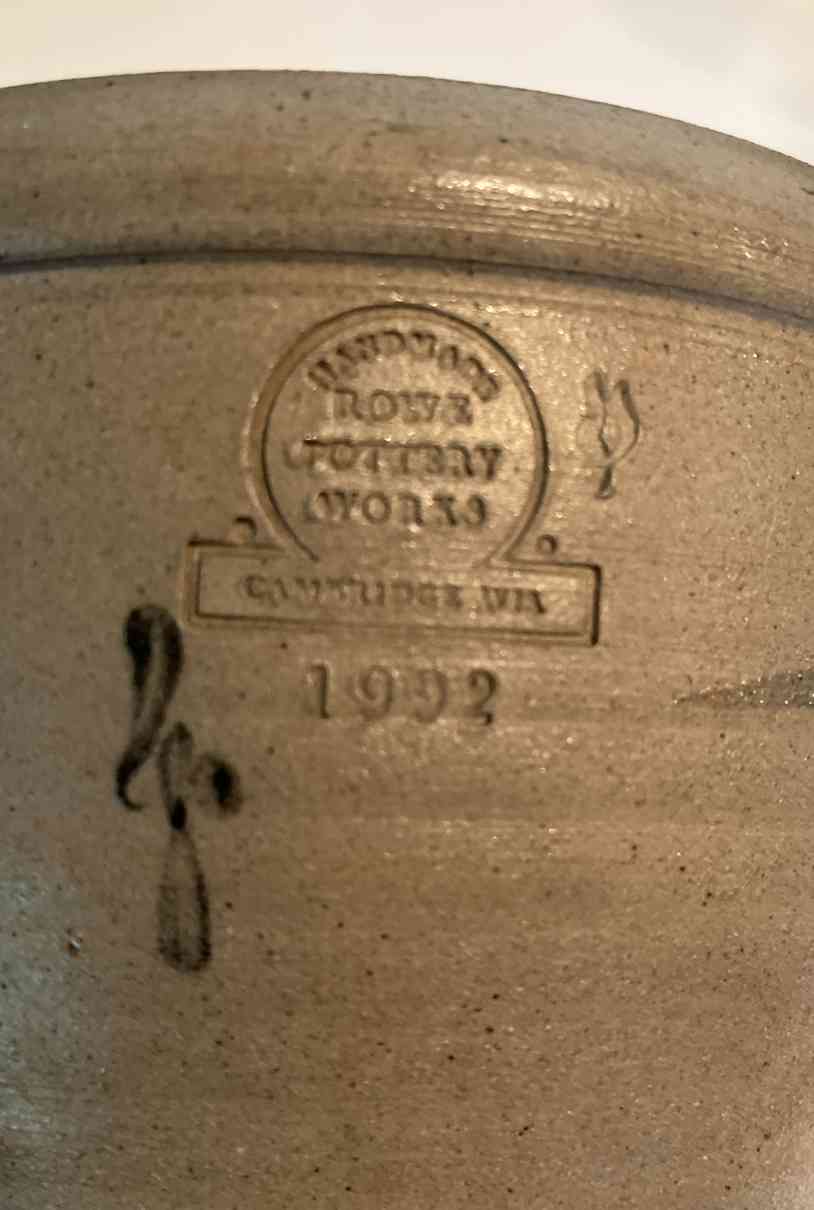 HANDMADE
ROWE
POTTERY
WORKS
CAMBRIDGE, WIS.
1992